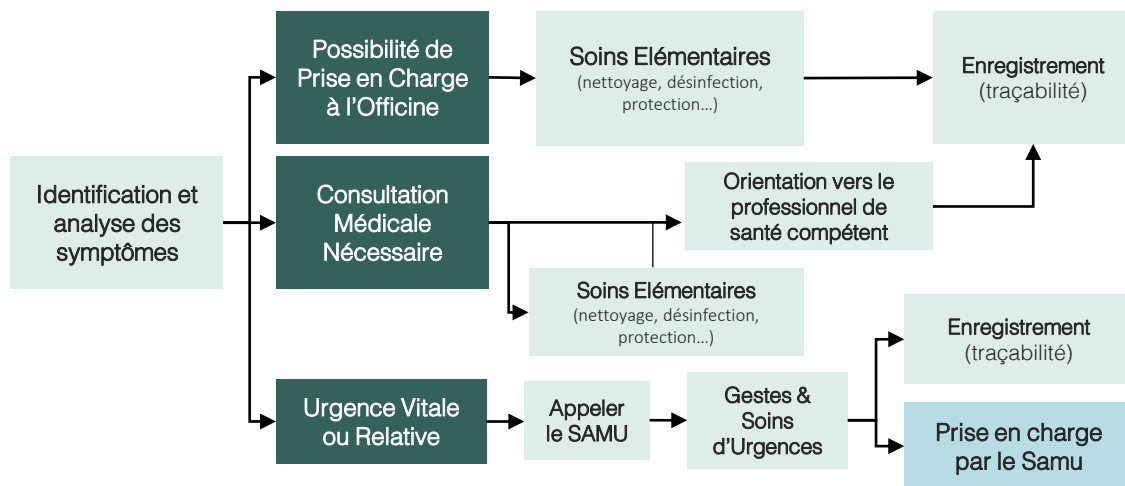 Identification et
analyse des
symptômes
Possibilité de
Prise en Charge
à l'Officine
Soins Elémentaires
(nettoyage, désinfection,
protection...)
Enregistrement
(traçabilité)
Consultation
Médicale
Nécessaire
Orientation vers le
professionnel de
santé compétent
Soins Elémentaires
(nettoyage, désinfection,
protection...)
Urgence Vitale
ou Relative
Appeler
le SAMU
Gestes &
Soins
d'Urgences
Enregistrement
(traçabilité)
Prise en charge
par le Samu